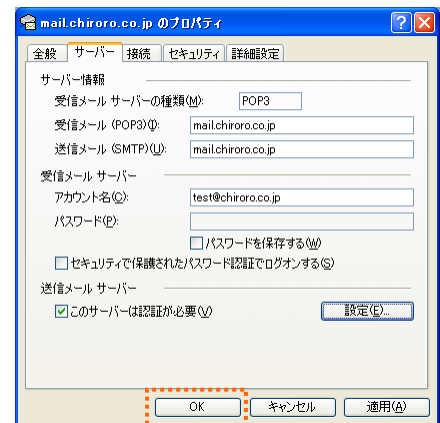 mail.chiroro.co.jp のプロパティ
全般 サーバー 接続 セキュリティ 詳細設定
サーバー情報
受信メール サーバーの種類(M): POP3
受信メール (POP3)(I): mail.chiroro.co.jp
送信メール (SMTP)(U): mail.chiroro.co.jp
受信メール サーバー
アカウント名(C): test@chiroro.co.jp
パスワード(P):
パスワードを保存する(W)
セキュリティで保護されたパスワード認証でログオンする(S)
送信メール サーバー
このサーバーは認証が必要(V) 設定(E)...
OK キャンセル 適用(A)